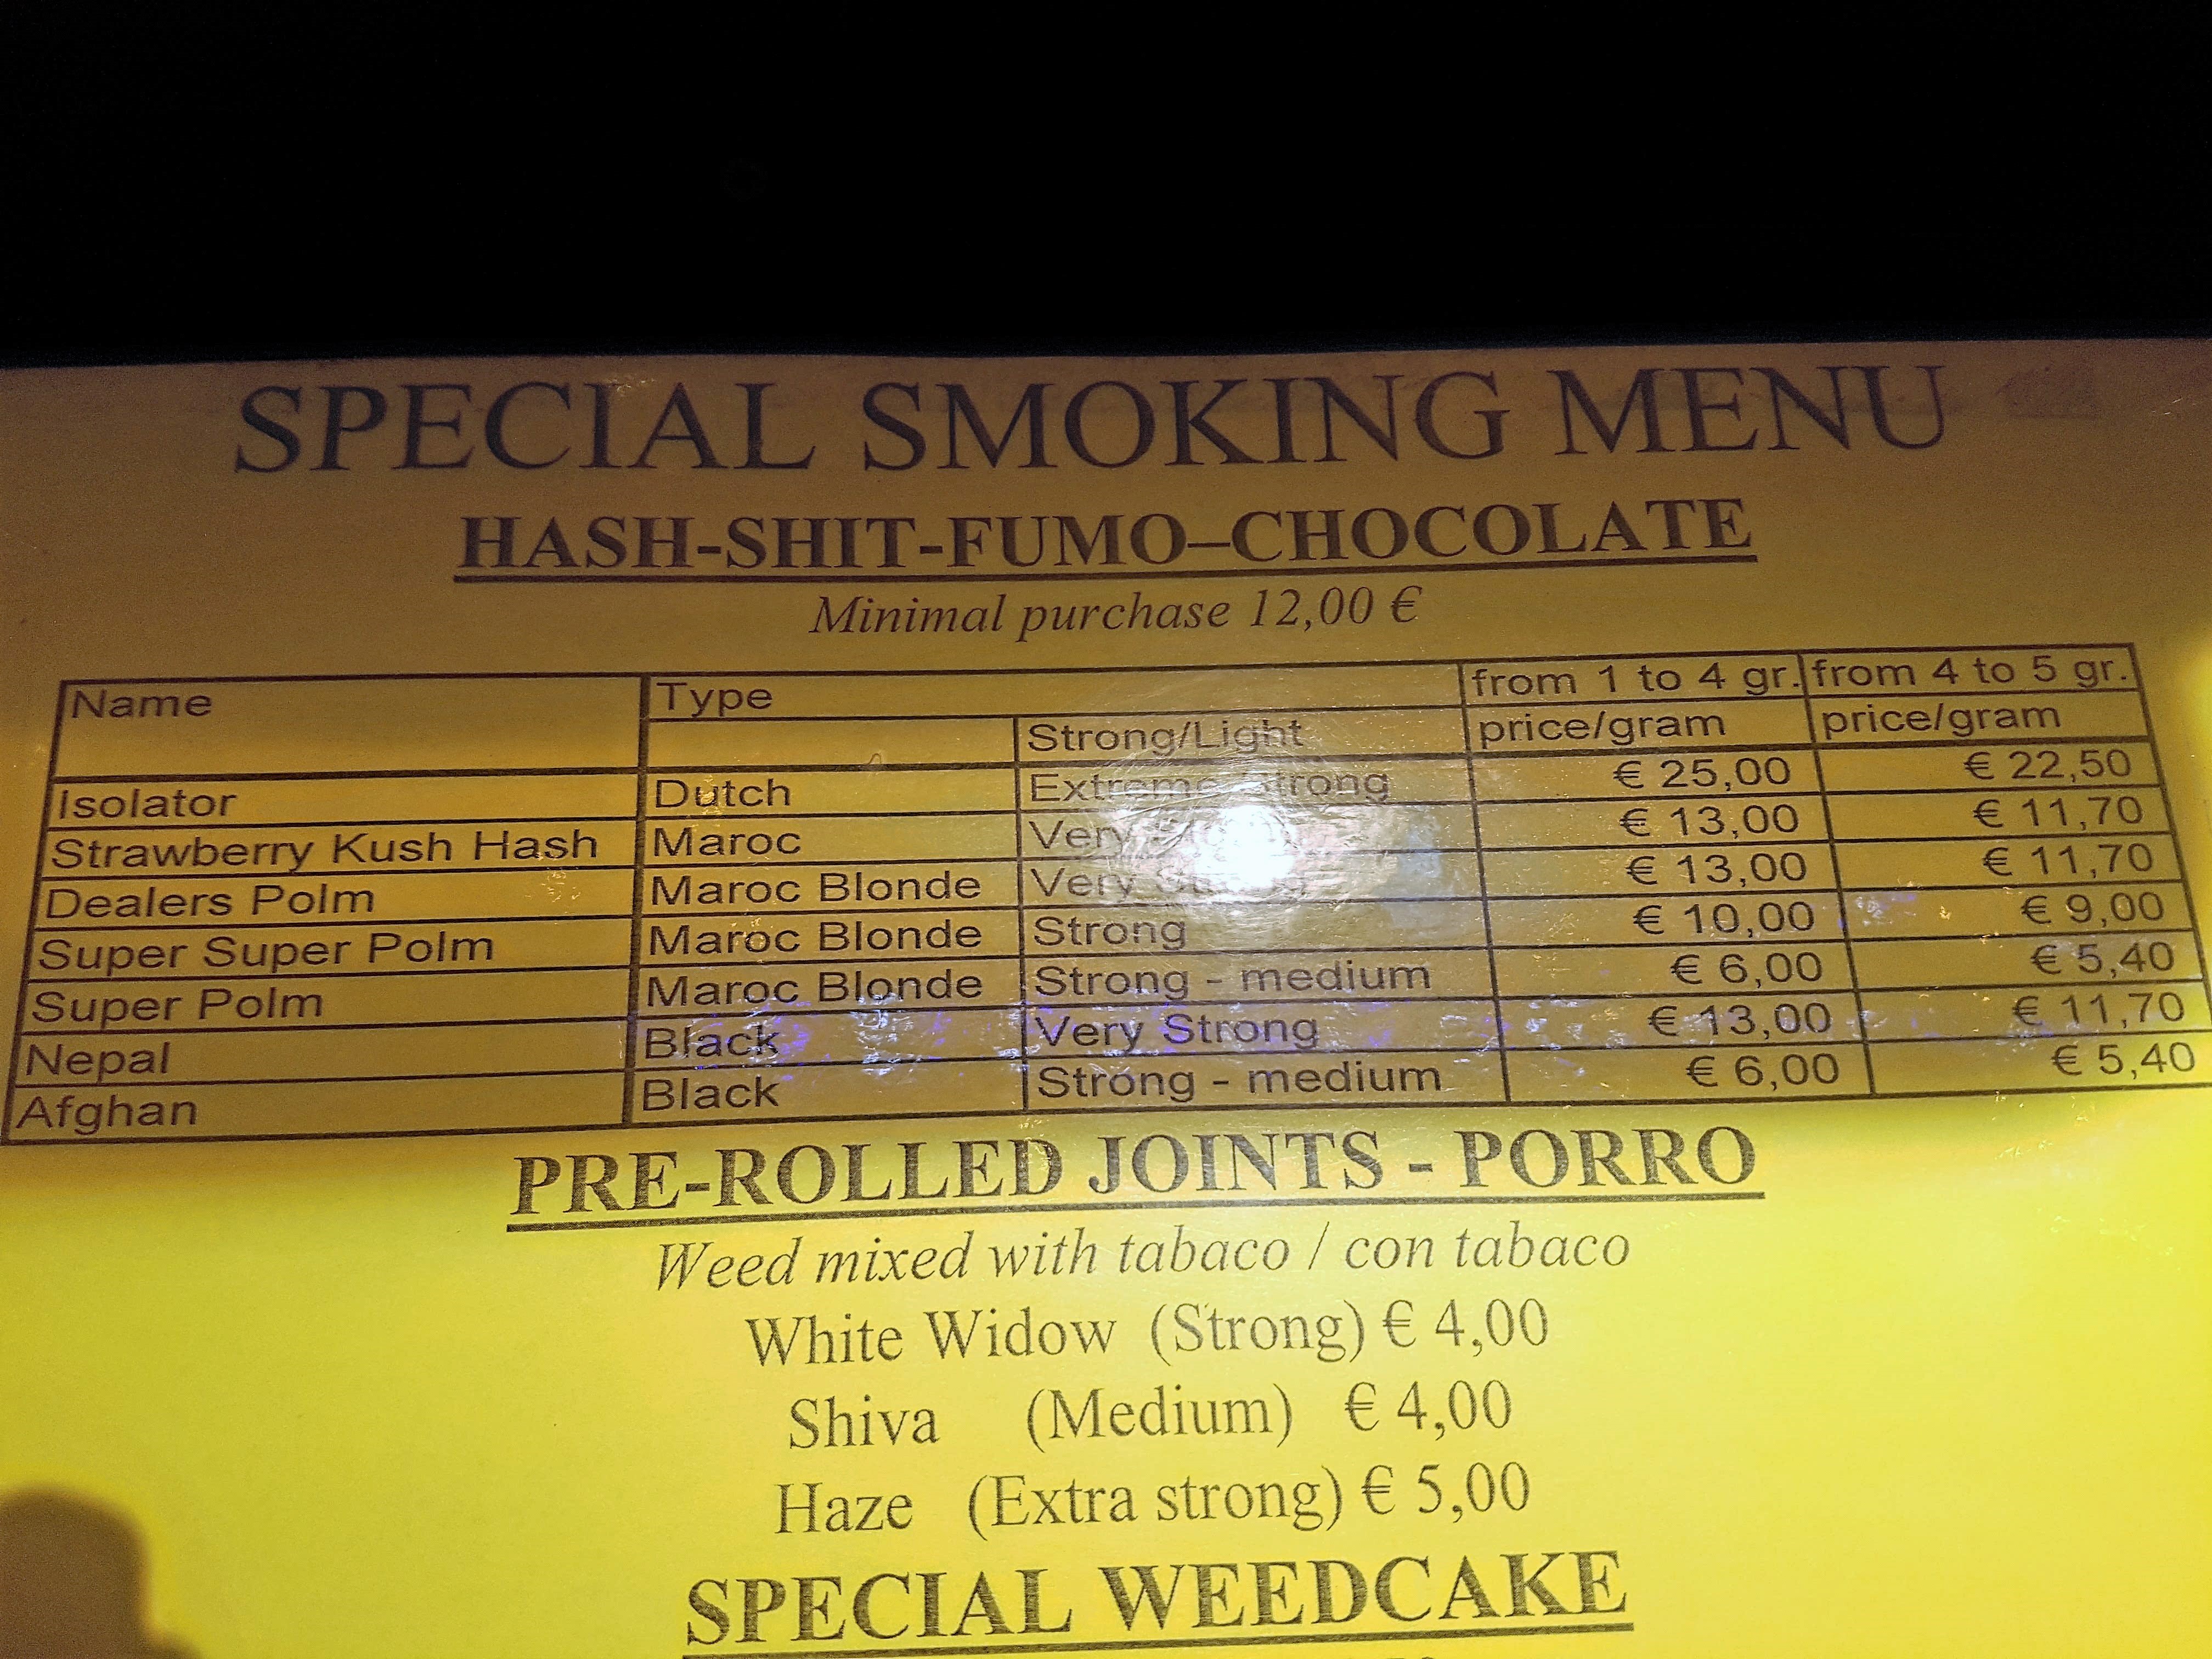 SPECIAL SMOKING MENU
HASH-SHIT-FUMO–CHOCOLATE
Minimal purchase 12,00 €
Name Type from 1 to 4 gr. from 4 to 5 gr.
Strong/Light price/gram price/gram
Isolator Dutch Extreme Strong € 25,00 € 22,50
Strawberry Kush Hash Maroc Very € 13,00 € 11,70
Dealers Polm Maroc Blonde Very Strong € 13,00 € 11,70
Super Super Polm Maroc Blonde Strong € 10,00 € 9,00
Super Polm Maroc Blonde Strong - medium € 6,00 € 5,40
Nepal Black Very Strong € 13,00 € 11,70
Afghan Black Strong - medium € 6,00 € 5,40
PRE-ROLLED JOINTS - PORRO
Weed mixed with tabaco / con tabaco
White Widow (Strong) € 4,00
Shiva (Medium) € 4,00
Haze (Extra strong) € 5,00
SPECIAL WEEDCAKE